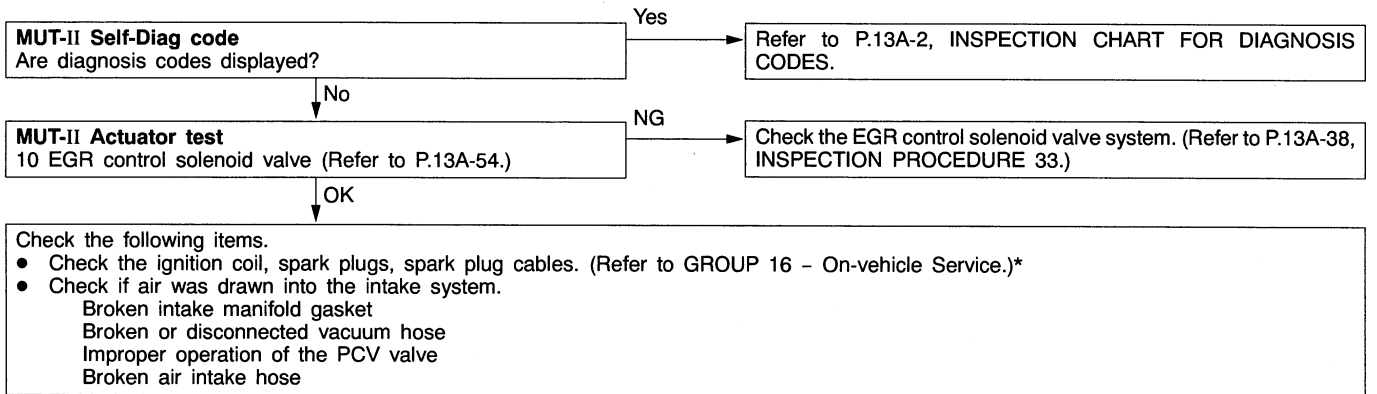 Yes
MUT-II Self-Diag code
Are diagnosis codes displayed?
Refer to P.13A-2, INSPECTION CHART FOR DIAGNOSIS
CODES.
No
NG
MUT-II Actuator test
10 EGR control solenoid valve (Refer to P.13A-54.)
Check the EGR control solenoid valve system. (Refer to P.13A-38,
INSPECTION PROCEDURE 33.)
OK
Check the following items.
● Check the ignition coil, spark plugs, spark plug cables. (Refer to GROUP 16 – On-vehicle Service.)*
● Check if air was drawn into the intake system.
Broken intake manifold gasket
Broken or disconnected vacuum hose
Improper operation of the PCV valve
Broken air intake hose